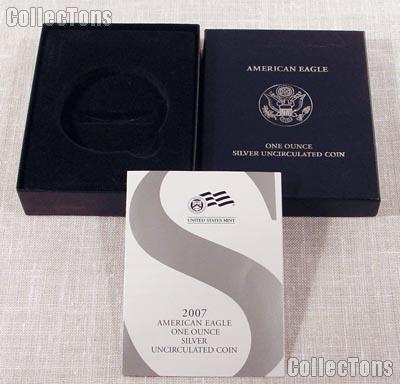 COLLECTONS
AMERICAN EAGLE
ONE OUNCE
SILVER UNCIRCULATED COIN
UNITED STATES MINT
2007
AMERICAN EAGLE
ONE OUNCE
SILVER
UNCIRCULATED COIN
COLLECTONS